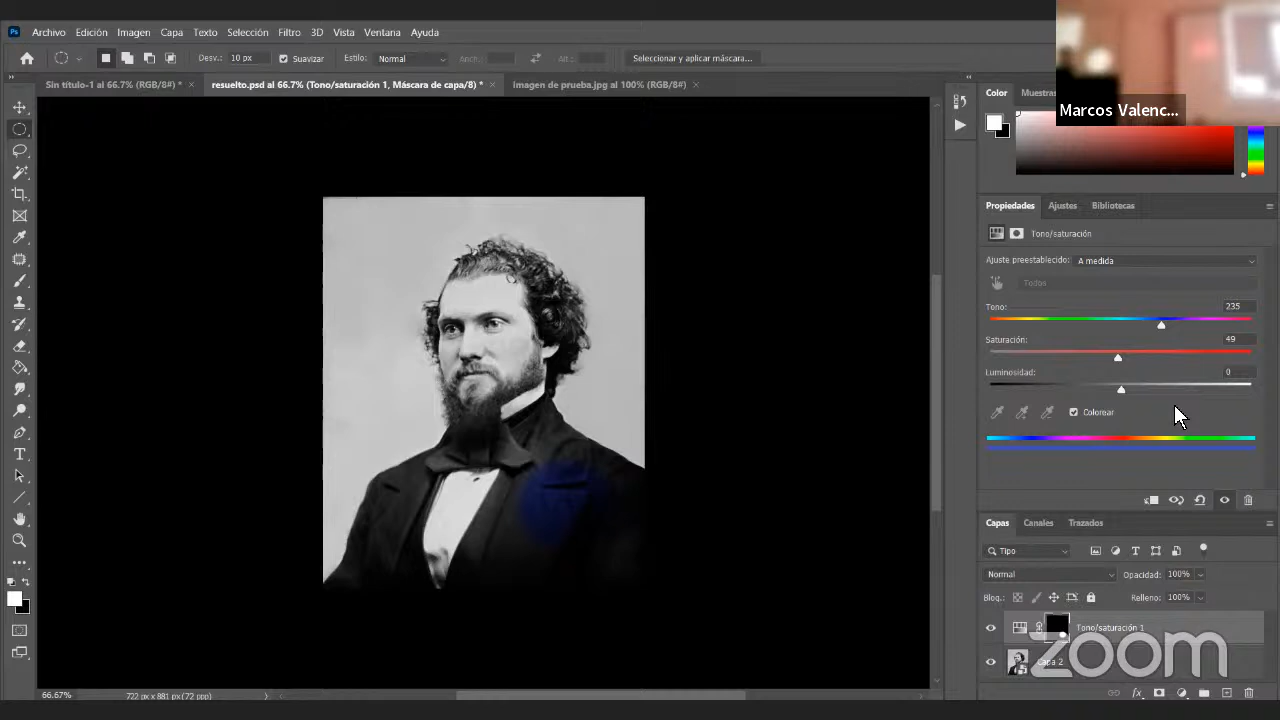 Ps Archivo Edición Imagen Capa Texto Selección Filtro 3D Vista Ventana Ayuda
Desv.: 10 px Suavizar Estilo: Normal Anch.: Alt.: Seleccionar y aplicar máscara...
Sin título-1 al 66.7% (RGB/8#) * × resuelto.psd al 66.7% (Tono/saturación 1, Máscara de capa/8) * × imagen de prueba.jpg al 100% (RGB/8#) ×
Marcos Valenc...
Color Muestras
Propiedades Ajustes Bibliotecas
Tono/saturación
Ajuste preestablecido: A medida
Todos
Tono: 235
Saturación: 49
Luminosidad: 0
Colorear
Capas Canales Trazados
Tipo
Normal Opacidad: 100%
Bloq.: Relleno: 100%
Tono/saturación 1
Capa 2
zoom
66.67% 722 px x 881 px (72 ppp)